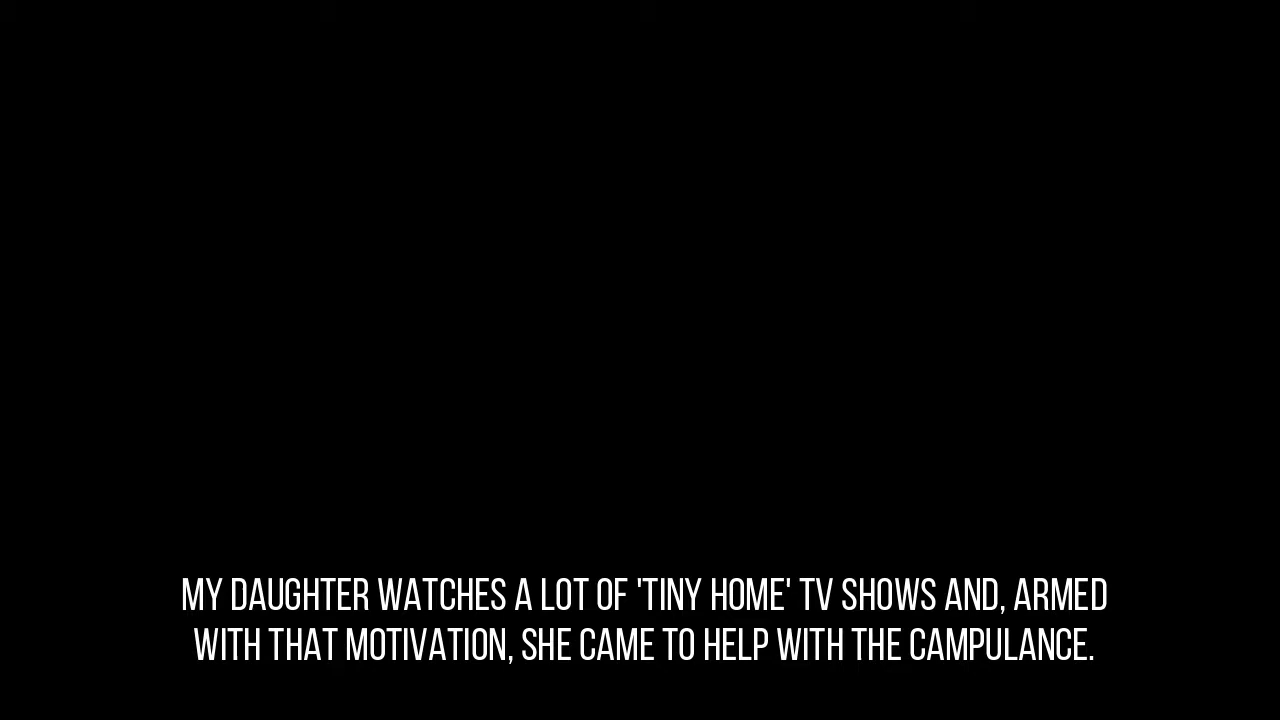 MY DAUGHTER WATCHES A LOT OF 'TINY HOME' TV SHOWS AND, ARMED
WITH THAT MOTIVATION, SHE CAME TO HELP WITH THE CAMPULANCE.